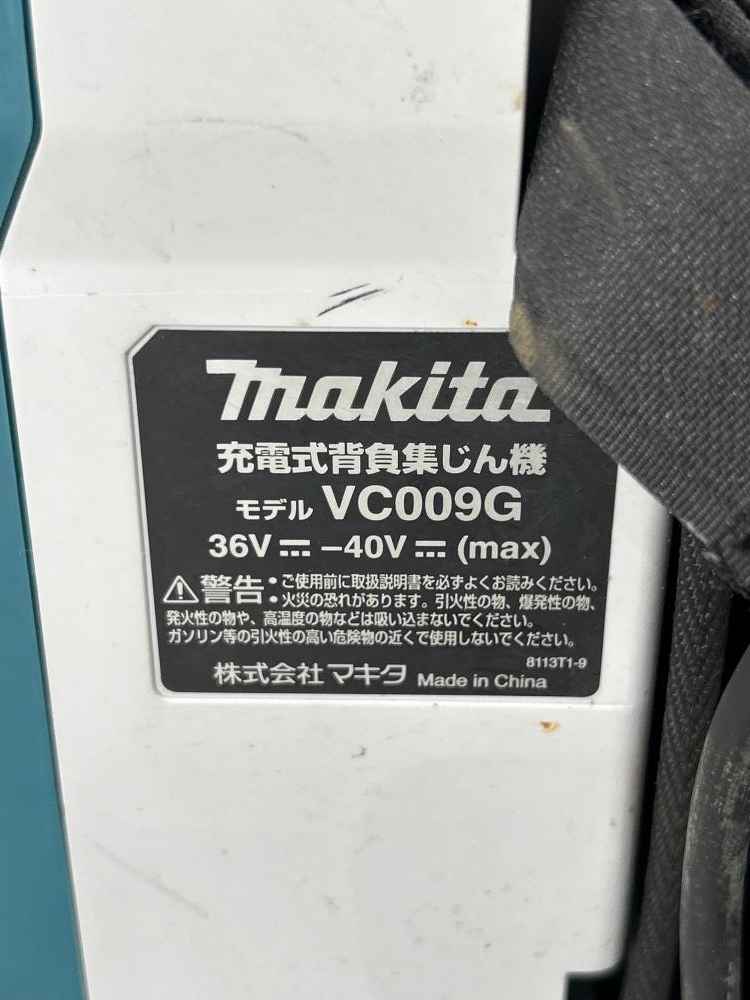 makita
充電式背負集じん機
モデル VC009G
36V ⎓ –40V ⎓ (max)
⚠警告：ご使用前に取扱説明書を必ずよくお読みください。
火災の恐れがあります。引火性の物、爆発性の物、
発火性の物や、高温度の物などは吸い込まないでください。
ガソリン等の引火性の高い危険物の近くで使用しないでください。
8113T1-9
株式会社マキタ Made in China